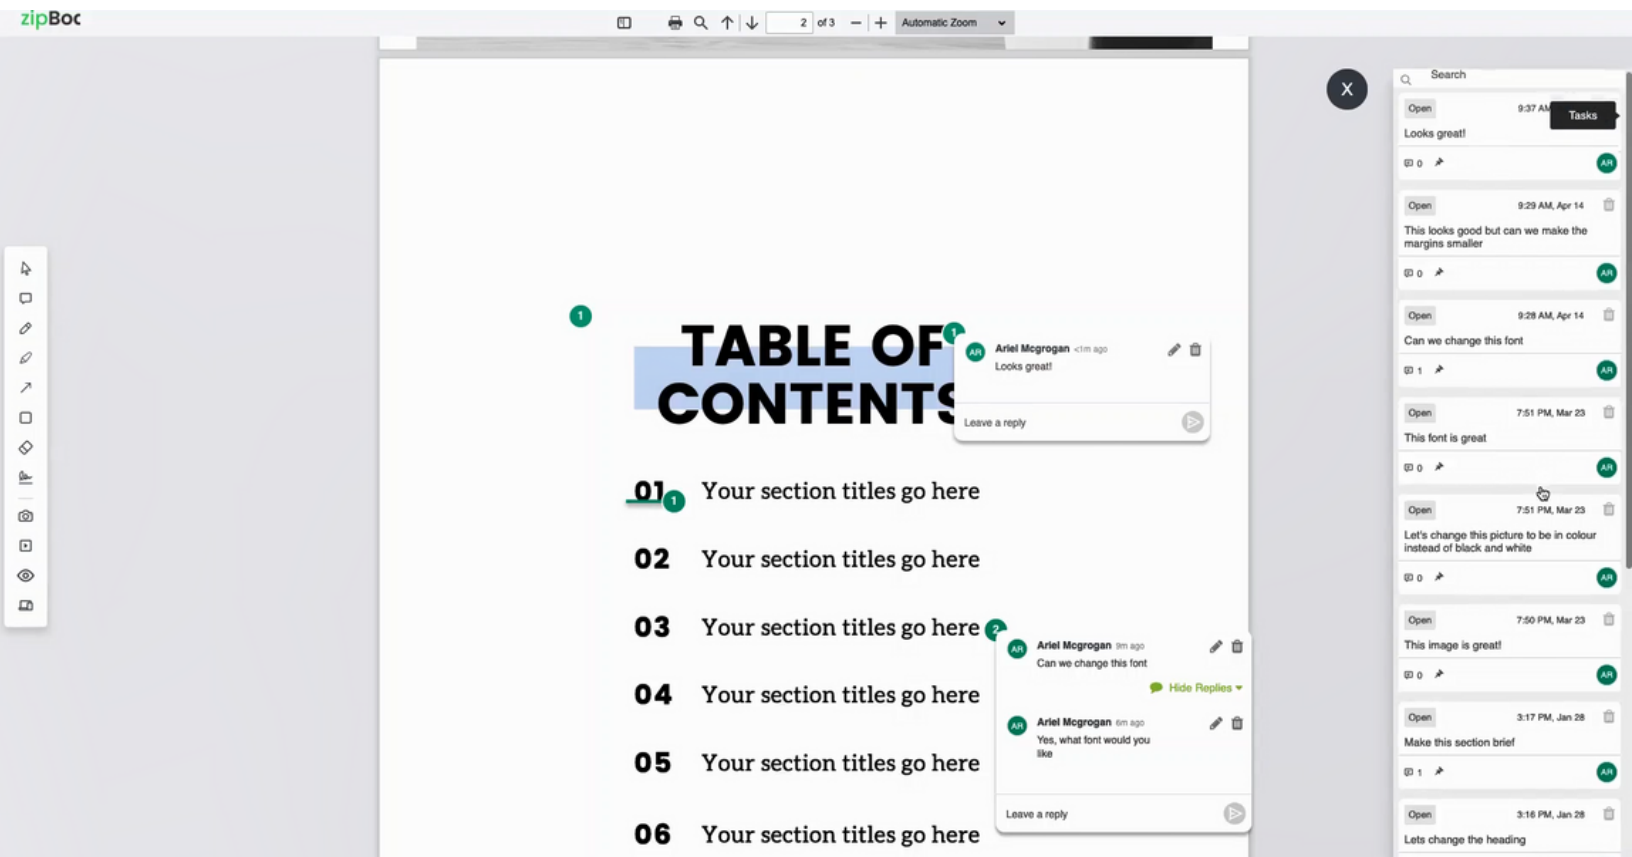 zipBoc
2 of 3
Automatic Zoom
X
Search
Open 9:37 AM
Tasks
Looks great!
0 AR
Open 9:29 AM, Apr 14
This looks good but can we make the
margins smaller
0 AR
Open 9:28 AM, Apr 14
Can we change this font
1 AR
Open 7:51 PM, Mar 23
This font is great
0 AR
Open 7:51 PM, Mar 23
Let's change this picture to be in colour
instead of black and white
0 AR
Open 7:50 PM, Mar 23
This image is great!
0 AR
Open 3:17 PM, Jan 28
Make this section brief
1 AR
Open 3:16 PM, Jan 28
Lets change the heading
1
TABLE OF
CONTENTS
1
AR Ariel Mcgrogan <1m ago
Looks great!
Leave a reply
01 1 Your section titles go here
02 Your section titles go here
03 Your section titles go here
04 Your section titles go here
05 Your section titles go here
06 Your section titles go here
2
AR Ariel Mcgrogan 9m ago
Can we change this font
Hide Replies
AR Ariel Mcgrogan 6m ago
Yes, what font would you
like
Leave a reply